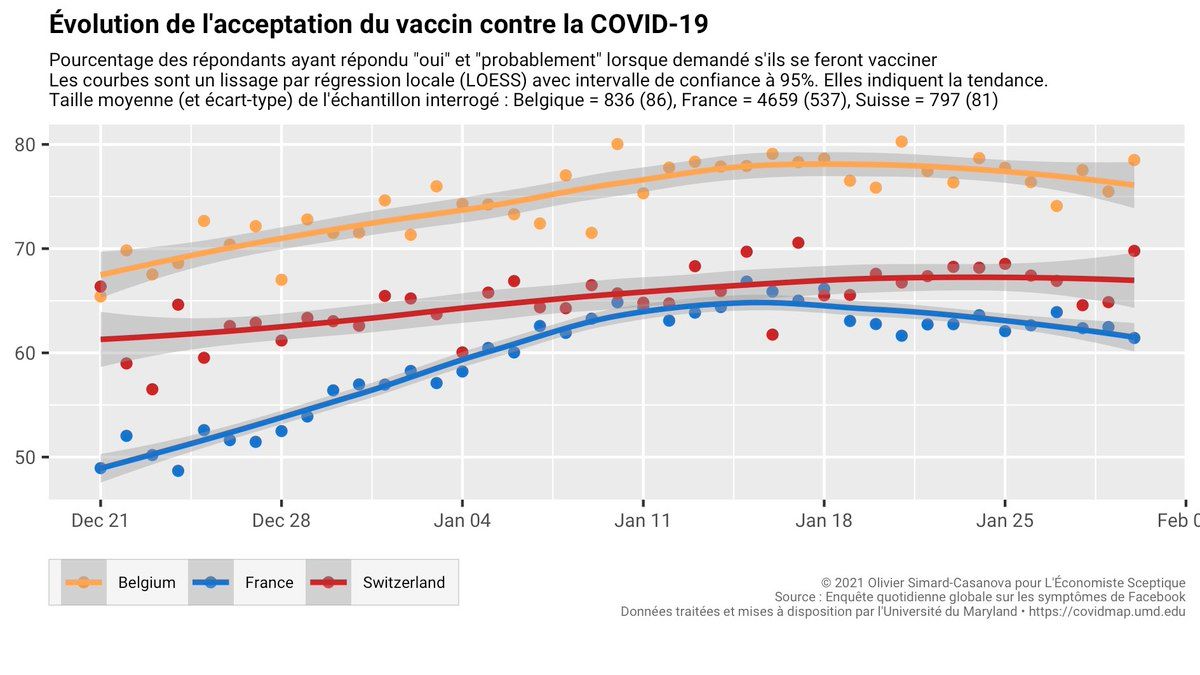 Évolution de l'acceptation du vaccin contre la COVID-19
Pourcentage des répondants ayant répondu "oui" et "probablement" lorsque demandé s'ils se feront vacciner
Les courbes sont un lissage par régression locale (LOESS) avec intervalle de confiance à 95%. Elles indiquent la tendance.
Taille moyenne (et écart-type) de l'échantillon interrogé : Belgique = 836 (86), France = 4659 (537), Suisse = 797 (81)
80
70
60
50
Dec 21 Dec 28 Jan 04 Jan 11 Jan 18 Jan 25 Feb 0
Belgium France Switzerland
© 2021 Olivier Simard-Casanova pour L'Économiste Sceptique
Source : Enquête quotidienne globale sur les symptômes de Facebook
Données traitées et mises à disposition par l'Université du Maryland • https://covidmap.umd.edu